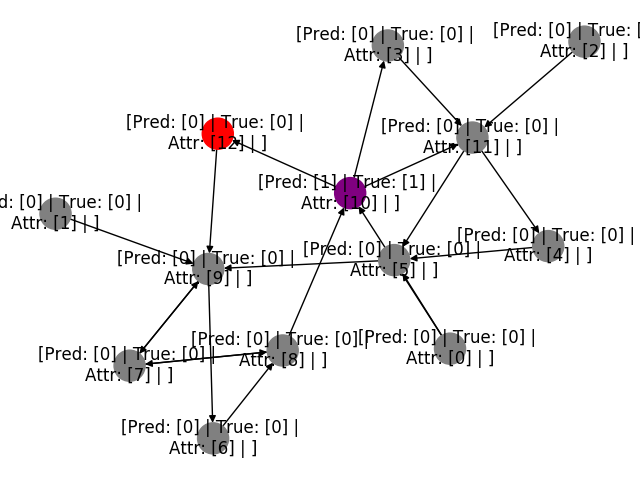 [Pred: [0] | True: [0] |
Attr: [3] | ]
[Pred: [0] | True: [
Attr: [2] | ]
[Pred: [0] | True: [0] |
Attr: [12] | ]
[Pred: [0] | True: [0] |
Attr: [11] | ]
[Pred: [1] | True: [1] |
Attr: [10] | ]
d: [0] | True: [0] |
Attr: [1] | ]
[Pred: [0] | True: [0] |
Attr: [9] | ]
[Pred: [0] | True: [0] |
Attr: [5] | ]
[Pred: [0] | True: [0] |
Attr: [4] | ]
[Pred: [0] | True: [0] |
Attr: [7] | ]
[Pred: [0] | True: [0] |
Attr: [8] | ]
[Pred: [0] | True: [0] |
Attr: [0] | ]
[Pred: [0] | True: [0] |
Attr: [6] | ]